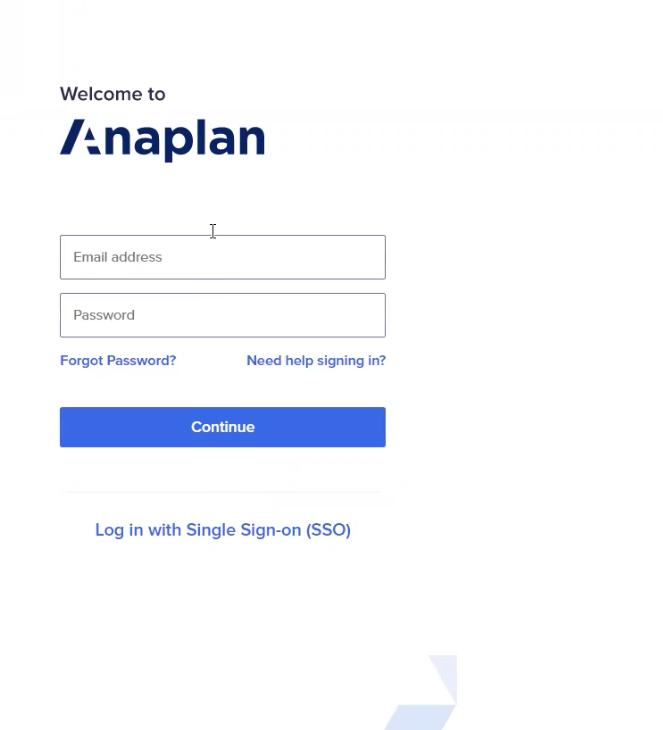 Welcome to
Anaplan
Email address
Password
Forgot Password? Need help signing in?
Continue
Log in with Single Sign-on (SSO)